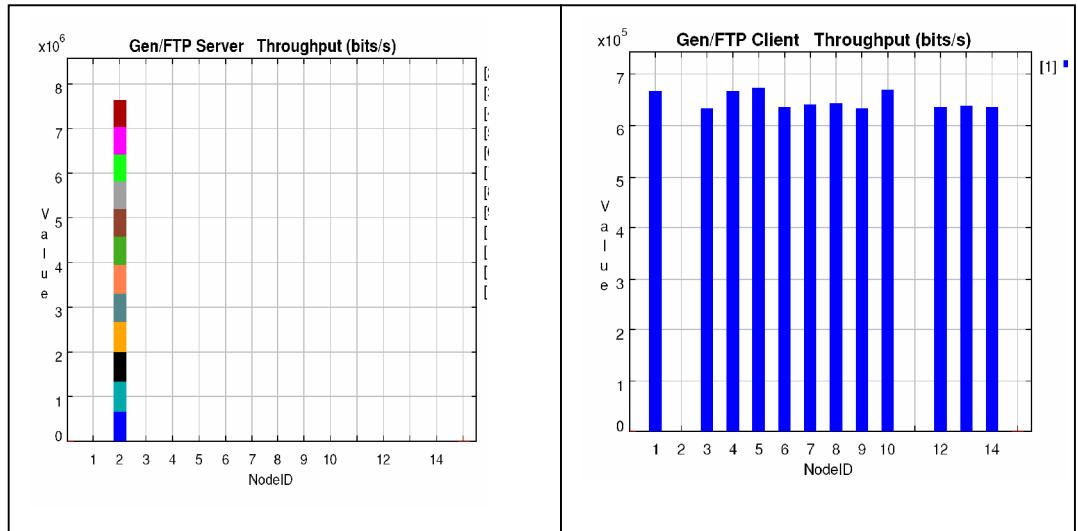 Gen/FTP Server Throughput (bits/s)
x10^6
8
7
6
5
4
3
2
1
0
Value
1 2 3 4 5 6 7 8 9 10 12 14
NodeID
Gen/FTP Client Throughput (bits/s)
x10^5
[1]
7
6
5
4
3
2
1
0
Value
1 2 3 4 5 6 7 8 9 10 12 14
NodeID